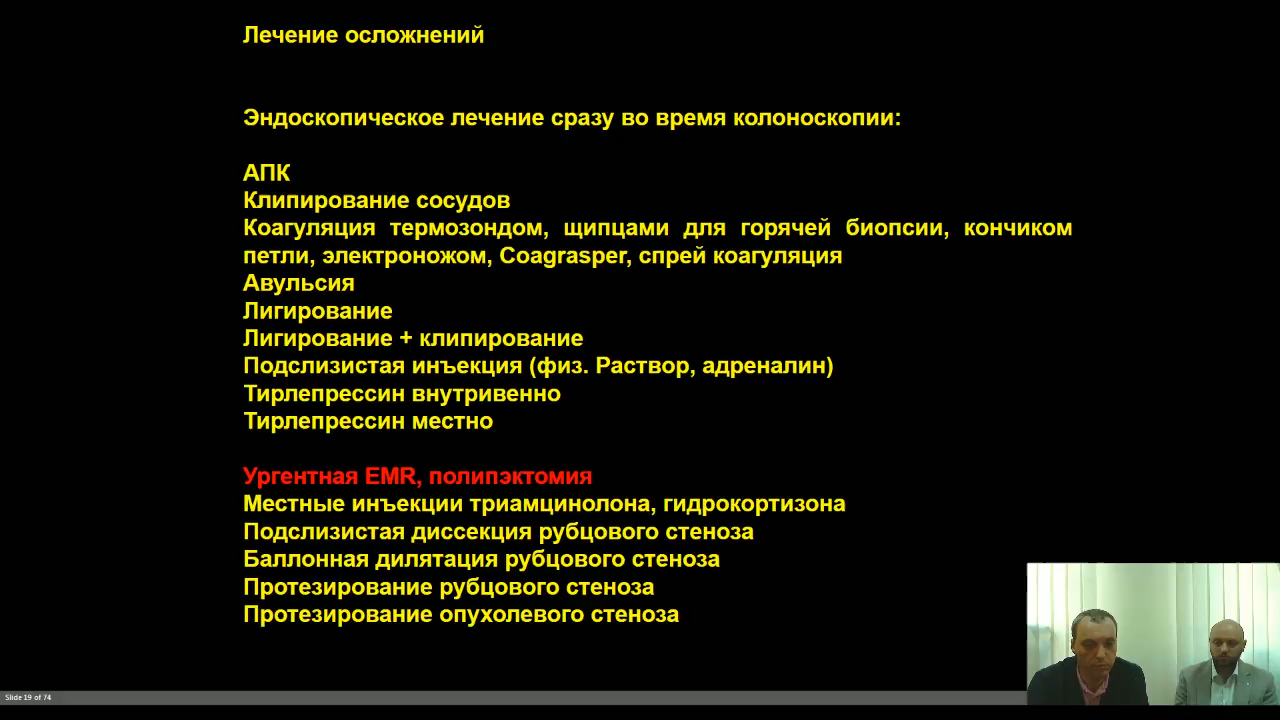 Лечение осложнений
Эндоскопическое лечение сразу во время колоноскопии:
АПК
Клипирование сосудов
Коагуляция термозондом, щипцами для горячей биопсии, кончиком
петли, электроножом, Coagrasper, спрей коагуляция
Авульсия
Лигирование
Лигирование + клипирование
Подслизистая инъекция (физ. Раствор, адреналин)
Тирлепрессин внутривенно
Тирлепрессин местно
Ургентная EMR, полипэктомия
Местные инъекции триамцинолона, гидрокортизона
Подслизистая диссекция рубцового стеноза
Баллонная дилятация рубцового стеноза
Протезирование рубцового стеноза
Протезирование опухолевого стеноза
Slide 19 of 74